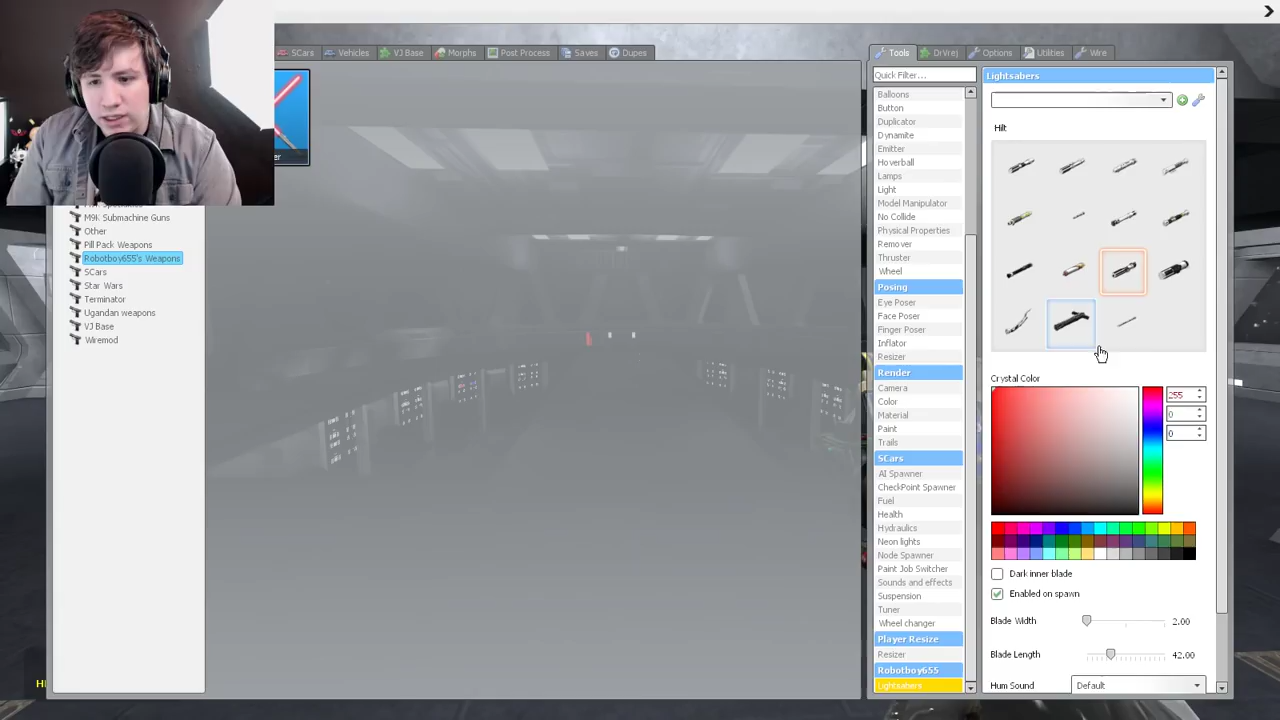 SCars
Vehicles
VJ Base
Morphs
Post Process
Saves
Dupes
M9K Submachine Guns
Other
Pill Pack Weapons
Robotboy655's Weapons
SCars
Star Wars
Terminator
Ugandan weapons
VJ Base
Wiremod
Tools
DrVrej
Options
Utilities
Wire
Quick Filter...
Balloons
Button
Duplicator
Dynamite
Emitter
Hoverball
Lamps
Light
Model Manipulator
No Collide
Physical Properties
Remover
Thruster
Wheel
Posing
Eye Poser
Face Poser
Finger Poser
Inflator
Resizer
Render
Camera
Color
Material
Paint
Trails
SCars
AI Spawner
CheckPoint Spawner
Fuel
Health
Hydraulics
Neon lights
Node Spawner
Paint Job Switcher
Sounds and effects
Suspension
Tuner
Wheel changer
Player Resize
Resizer
Robotboy655
Lightsabers
Lightsabers
Hilt
Crystal Color
255
0
0
Dark inner blade
Enabled on spawn
Blade Width
2.00
Blade Length
42.00
Hum Sound
Default